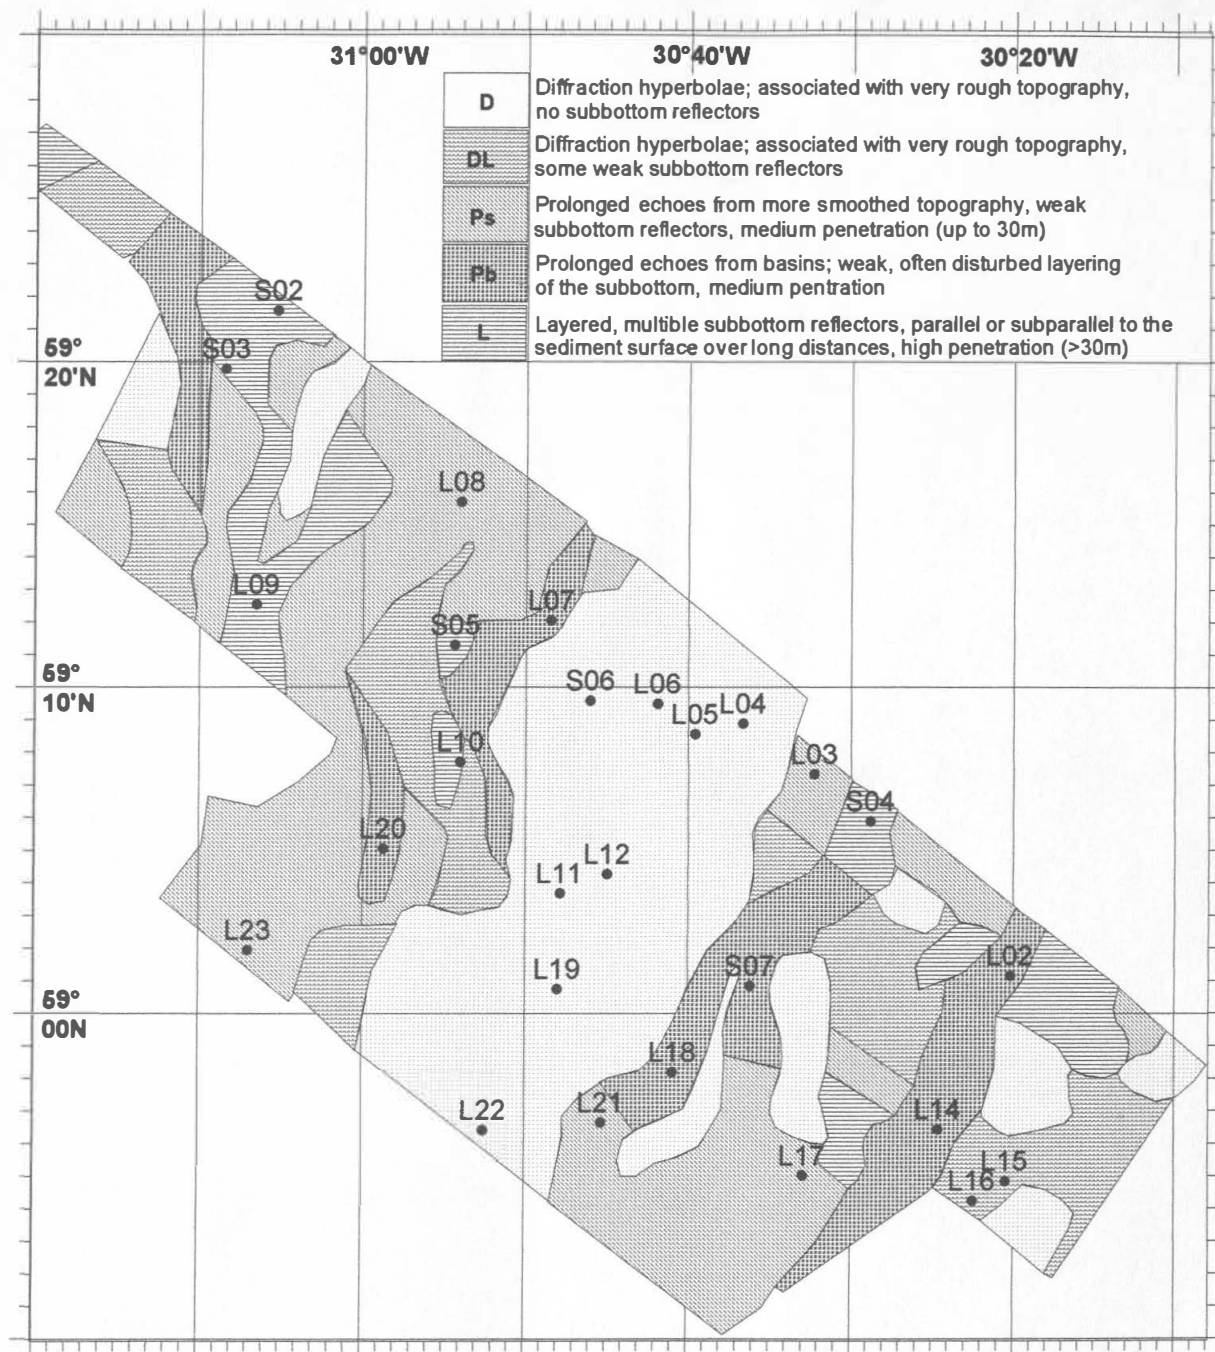 31°00'W 30°40'W 30°20'W
D Diffraction hyperbolae; associated with very rough topography,
no subbottom reflectors
DL Diffraction hyperbolae; associated with very rough topography,
some weak subbottom reflectors
Ps Prolonged echoes from more smoothed topography, weak
subbottom reflectors, medium penetration (up to 30m)
Pb Prolonged echoes from basins; weak, often disturbed layering
of the subbottom, medium pentration
L Layered, multible subbottom reflectors, parallel or subparallel to the
sediment surface over long distances, high penetration (>30m)
S02
59°
20'N
S03
L08
L09
L07
S05
59°
10'N
S06
L06
L05
L04
L10
L03
S04
L20
L12
L11
L23
L02
L19
S07
59°
00N
L18
L22
L21
L14
L17
L15
L16